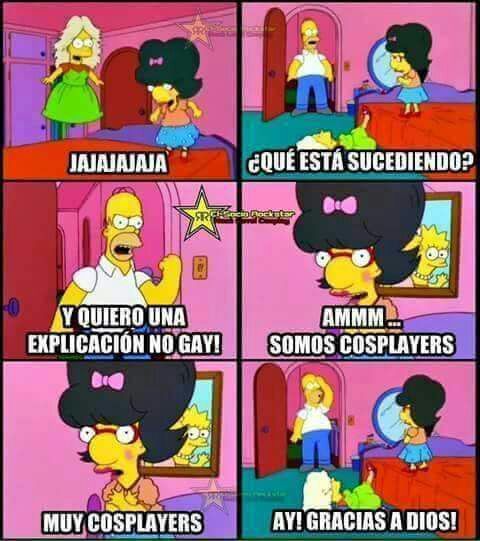 JAJAJAJAJA
¿QUÉ ESTÁ SUCEDIENDO?
Y QUIERO UNA
EXPLICACIÓN NO GAY!
El Socio Rockstar
AMMM ...
SOMOS COSPLAYERS
MUY COSPLAYERS
AY! GRACIAS A DIOS!